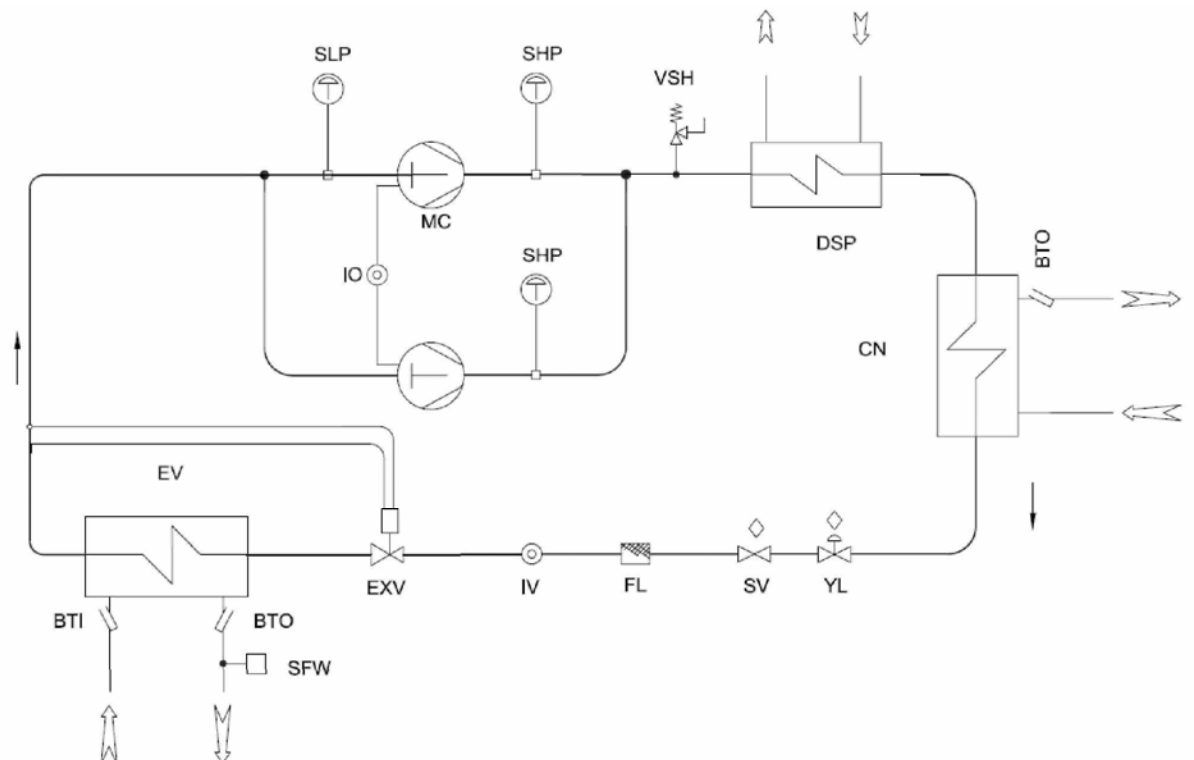 SLP
SHP
VSH
MC
DSP
SHP
BTO
IO
CN
EV
EXV
IV
FL
SV
YL
BTI
BTO
SFW